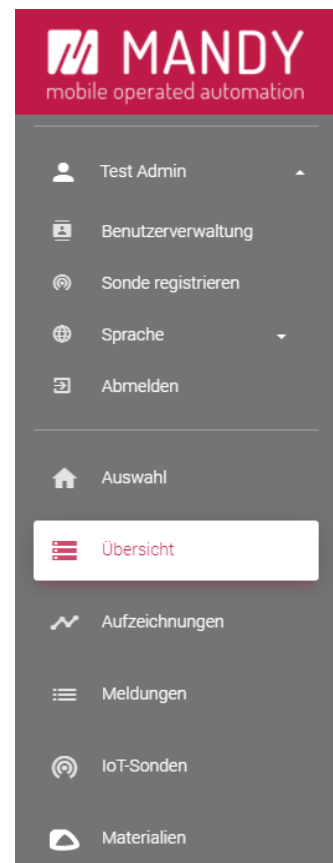 MANDY
mobile operated automation
Test Admin
Benutzerverwaltung
Sonde registrieren
Sprache
Abmelden
Auswahl
Übersicht
Aufzeichnungen
Meldungen
IoT-Sonden
Materialien